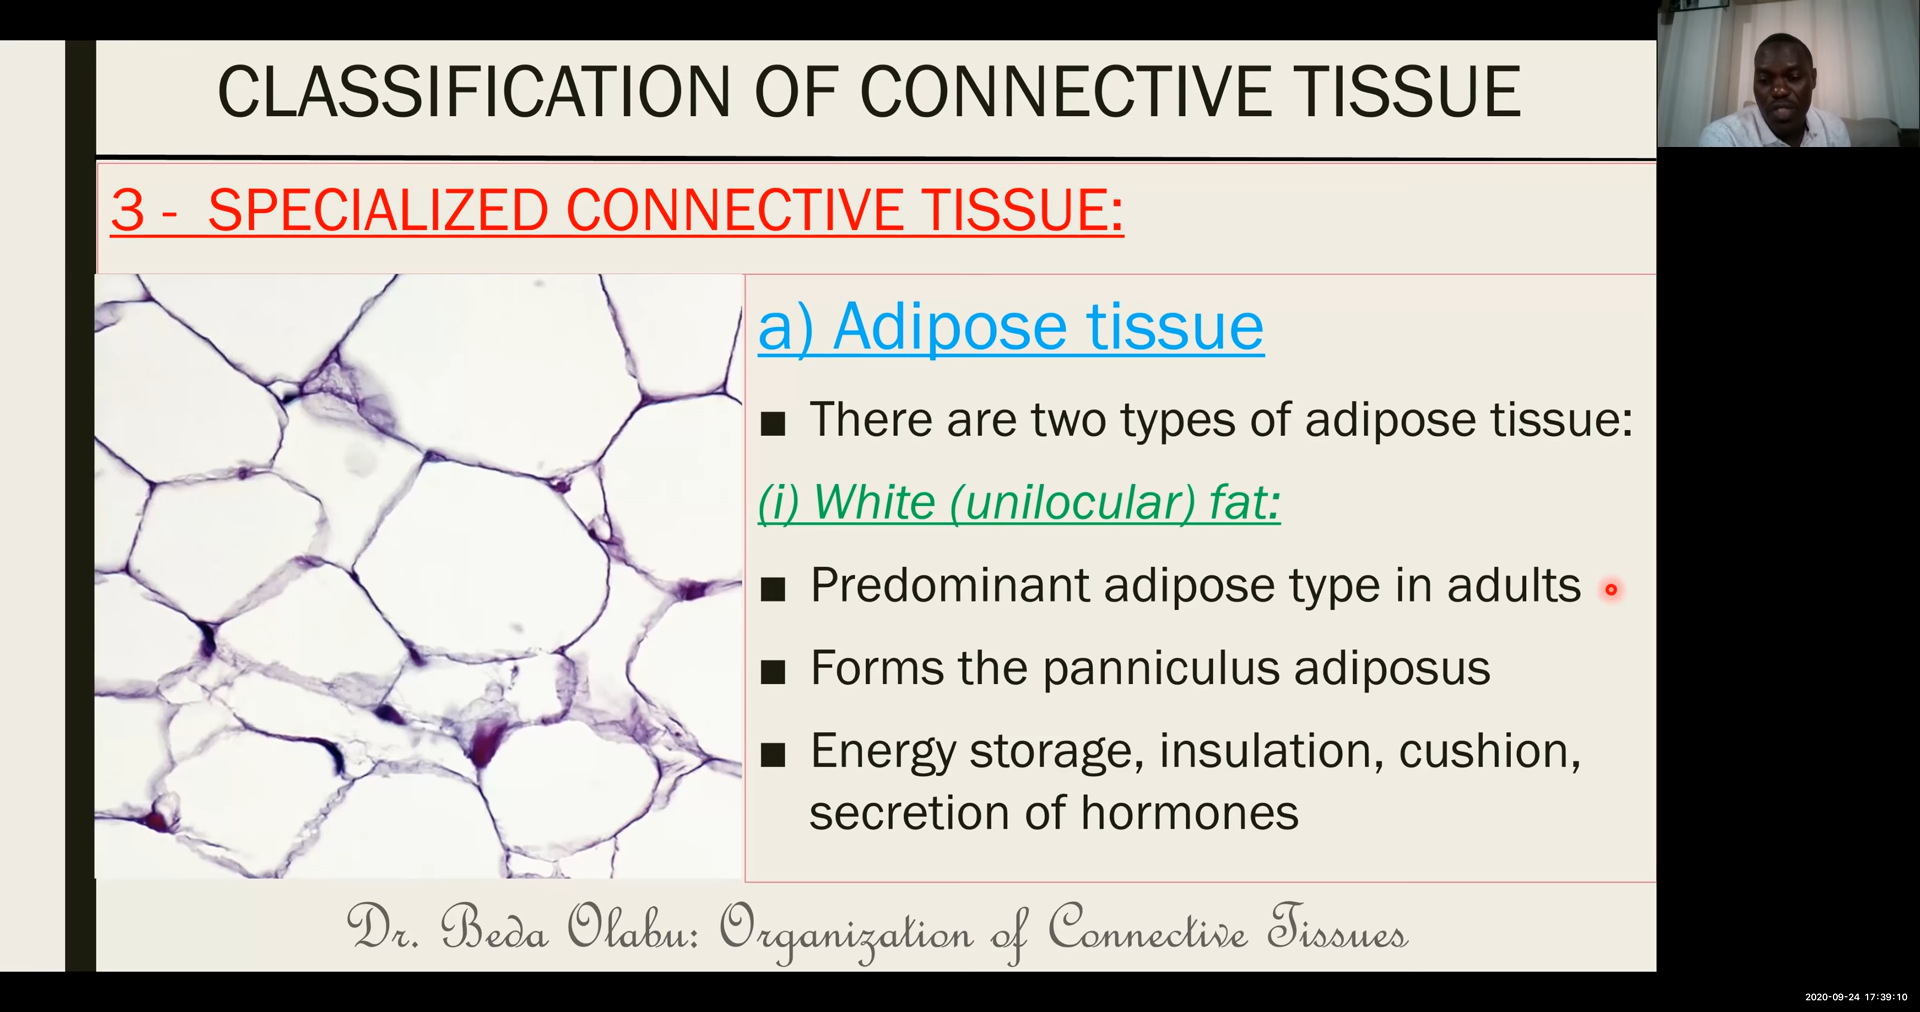 CLASSIFICATION OF CONNECTIVE TISSUE
3 - SPECIALIZED CONNECTIVE TISSUE:
a) Adipose tissue
■ There are two types of adipose tissue:
(i) White (unilocular) fat:
■ Predominant adipose type in adults
■ Forms the panniculus adiposus
■ Energy storage, insulation, cushion,
secretion of hormones
Dr. Beda Olabu: Organization of Connective Tissues
2020-09-24 17:39:10